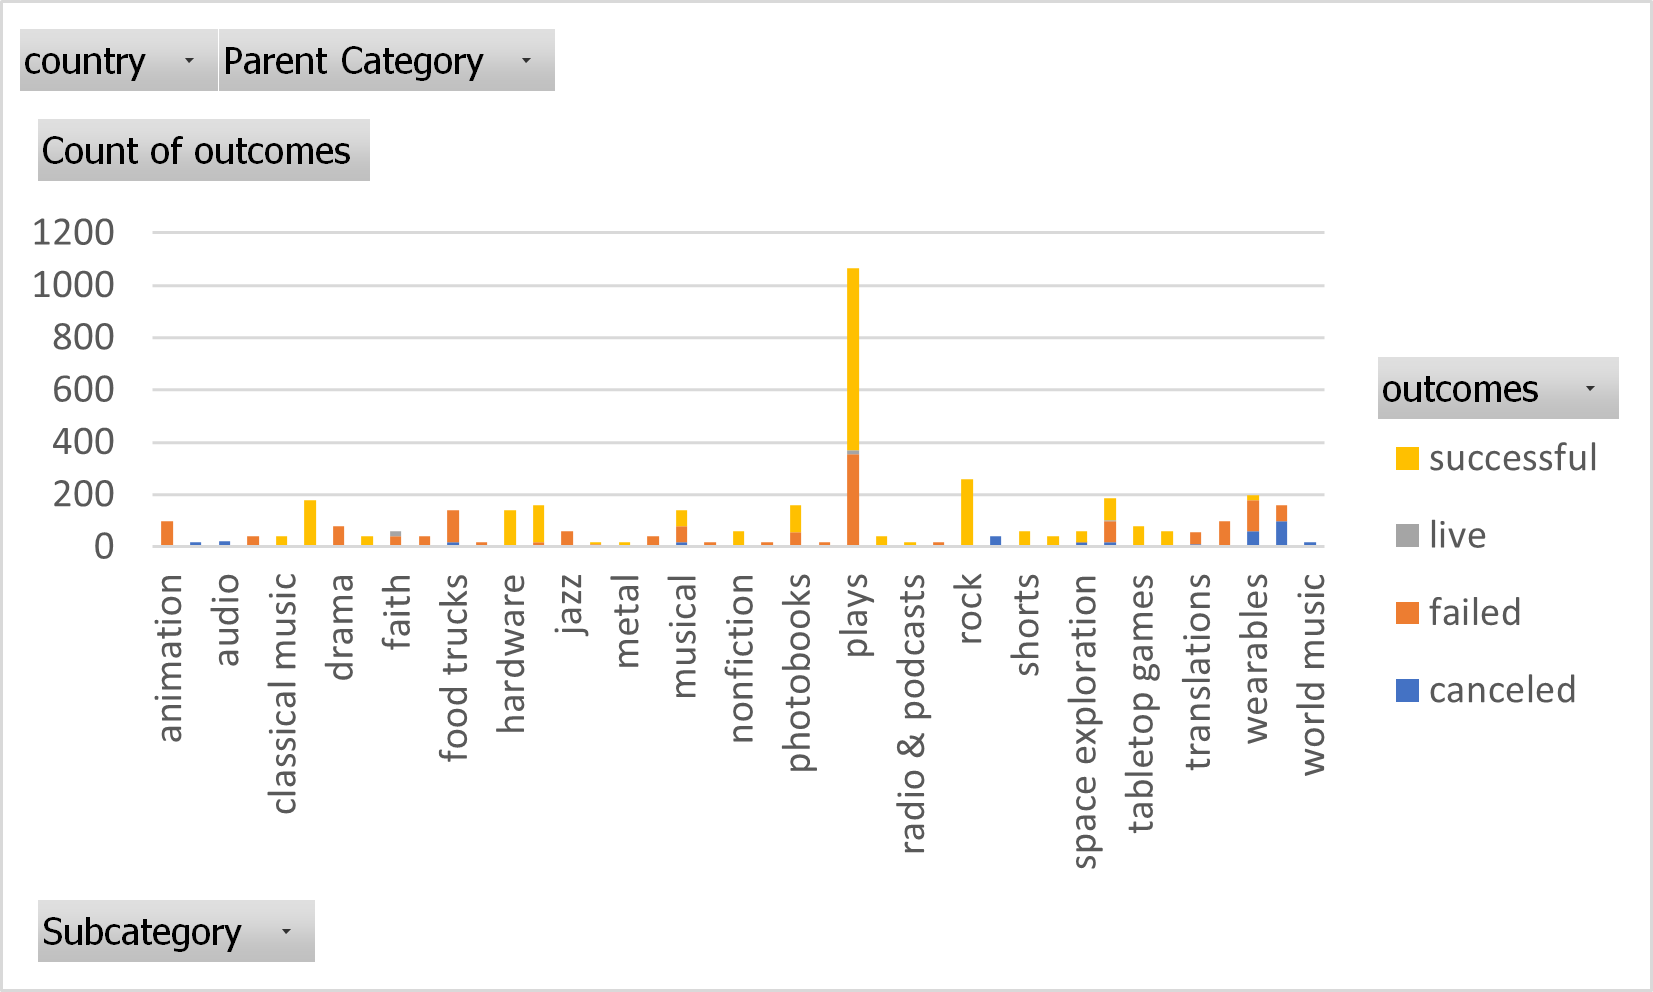 country Parent Category
Count of outcomes
1200
1000
800
600
400
200
0
animation
audio
classical music
drama
faith
food trucks
hardware
jazz
metal
musical
nonfiction
photobooks
plays
radio & podcasts
rock
shorts
space exploration
tabletop games
translations
wearables
world music
outcomes
successful
live
failed
canceled
Subcategory